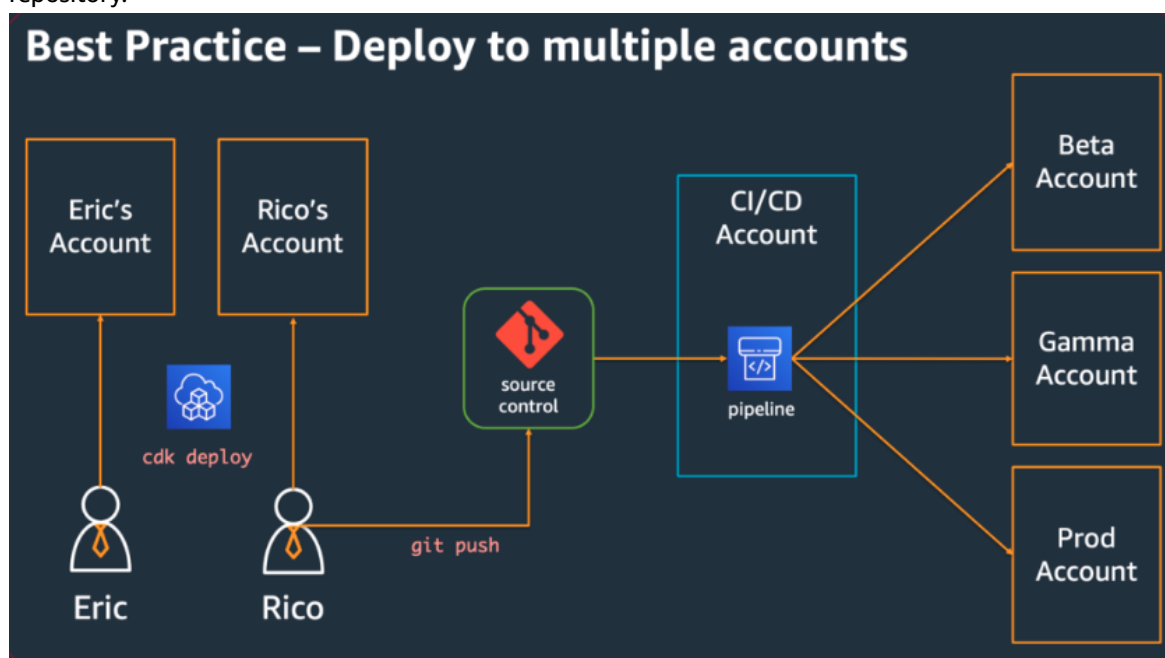 repository.
Best Practice – Deploy to multiple accounts
Eric's
Account
Rico's
Account
cdk deploy
Eric
Rico
git push
source
control
CI/CD
Account
pipeline
Beta
Account
Gamma
Account
Prod
Account